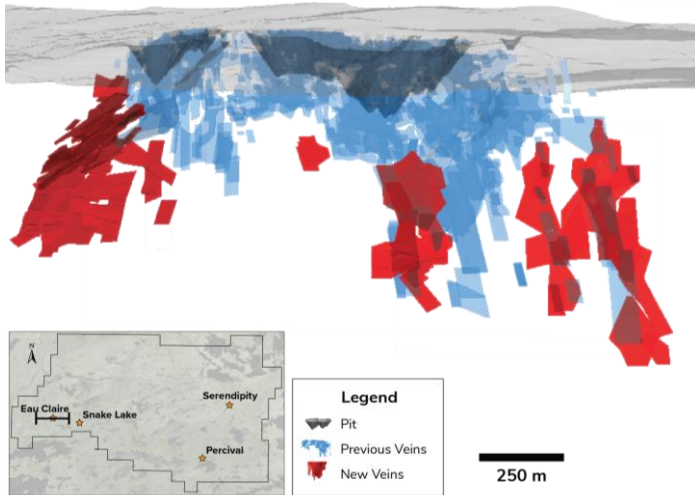 N
Eau Claire
Snake Lake
Serendipity
Percival
Legend
Pit
Previous Veins
New Veins
250 m